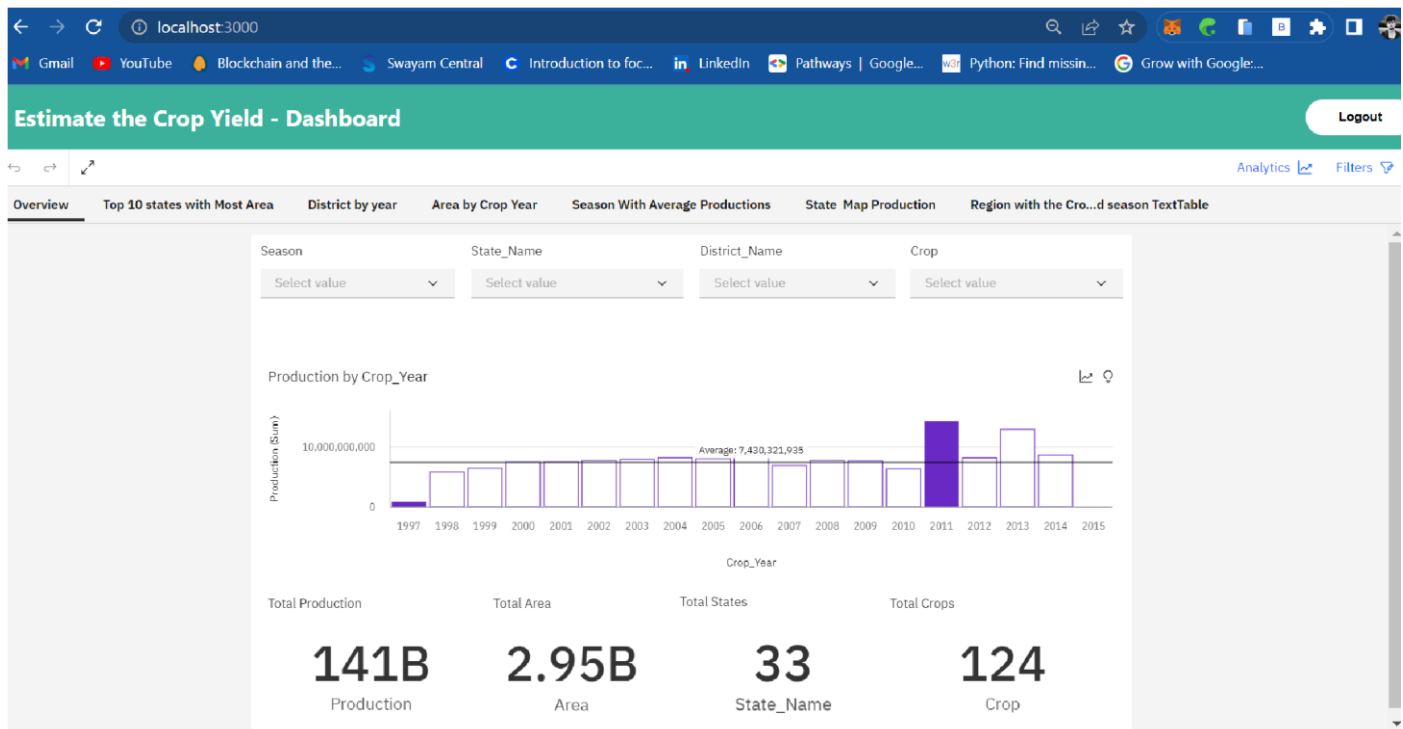 localhost:3000
Gmail YouTube Blockchain and the... Swayam Central Introduction to foc... LinkedIn Pathways | Google... Python: Find missin... Grow with Google:...
Estimate the Crop Yield - Dashboard Logout
Analytics Filters
Overview Top 10 states with Most Area District by year Area by Crop Year Season With Average Productions State Map Production Region with the Cro...d season TextTable
Season State_Name District_Name Crop
Select value Select value Select value Select value
Production by Crop_Year
Production (Sum)
10,000,000,000
Average: 7,430,321,935
0
1997 1998 1999 2000 2001 2002 2003 2004 2005 2006 2007 2008 2009 2010 2011 2012 2013 2014 2015
Crop_Year
Total Production Total Area Total States Total Crops
141B 2.95B 33 124
Production Area State_Name Crop